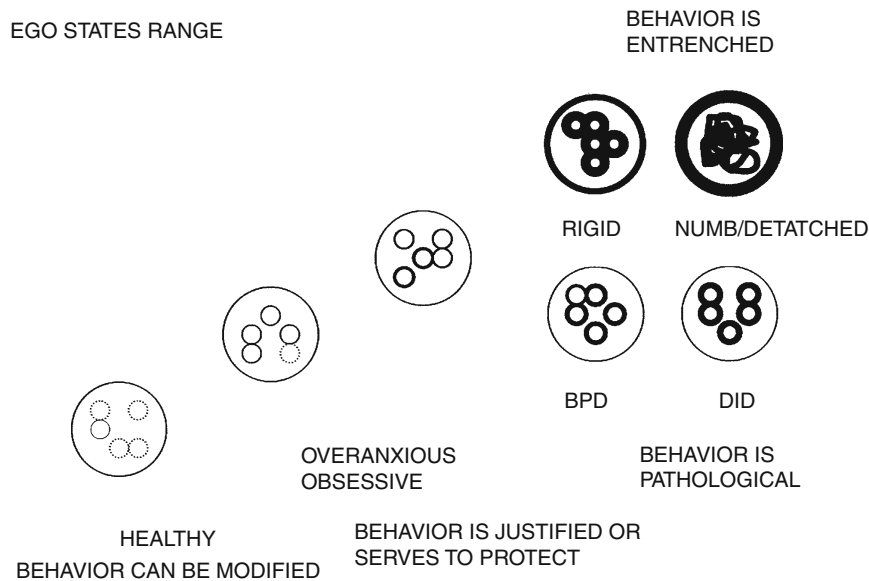 EGO STATES RANGE
BEHAVIOR IS
ENTRENCHED
RIGID
NUMB/DETATCHED
BPD
DID
OVERANXIOUS
OBSESSIVE
BEHAVIOR IS
PATHOLOGICAL
HEALTHY
BEHAVIOR CAN BE MODIFIED
BEHAVIOR IS JUSTIFIED OR
SERVES TO PROTECT